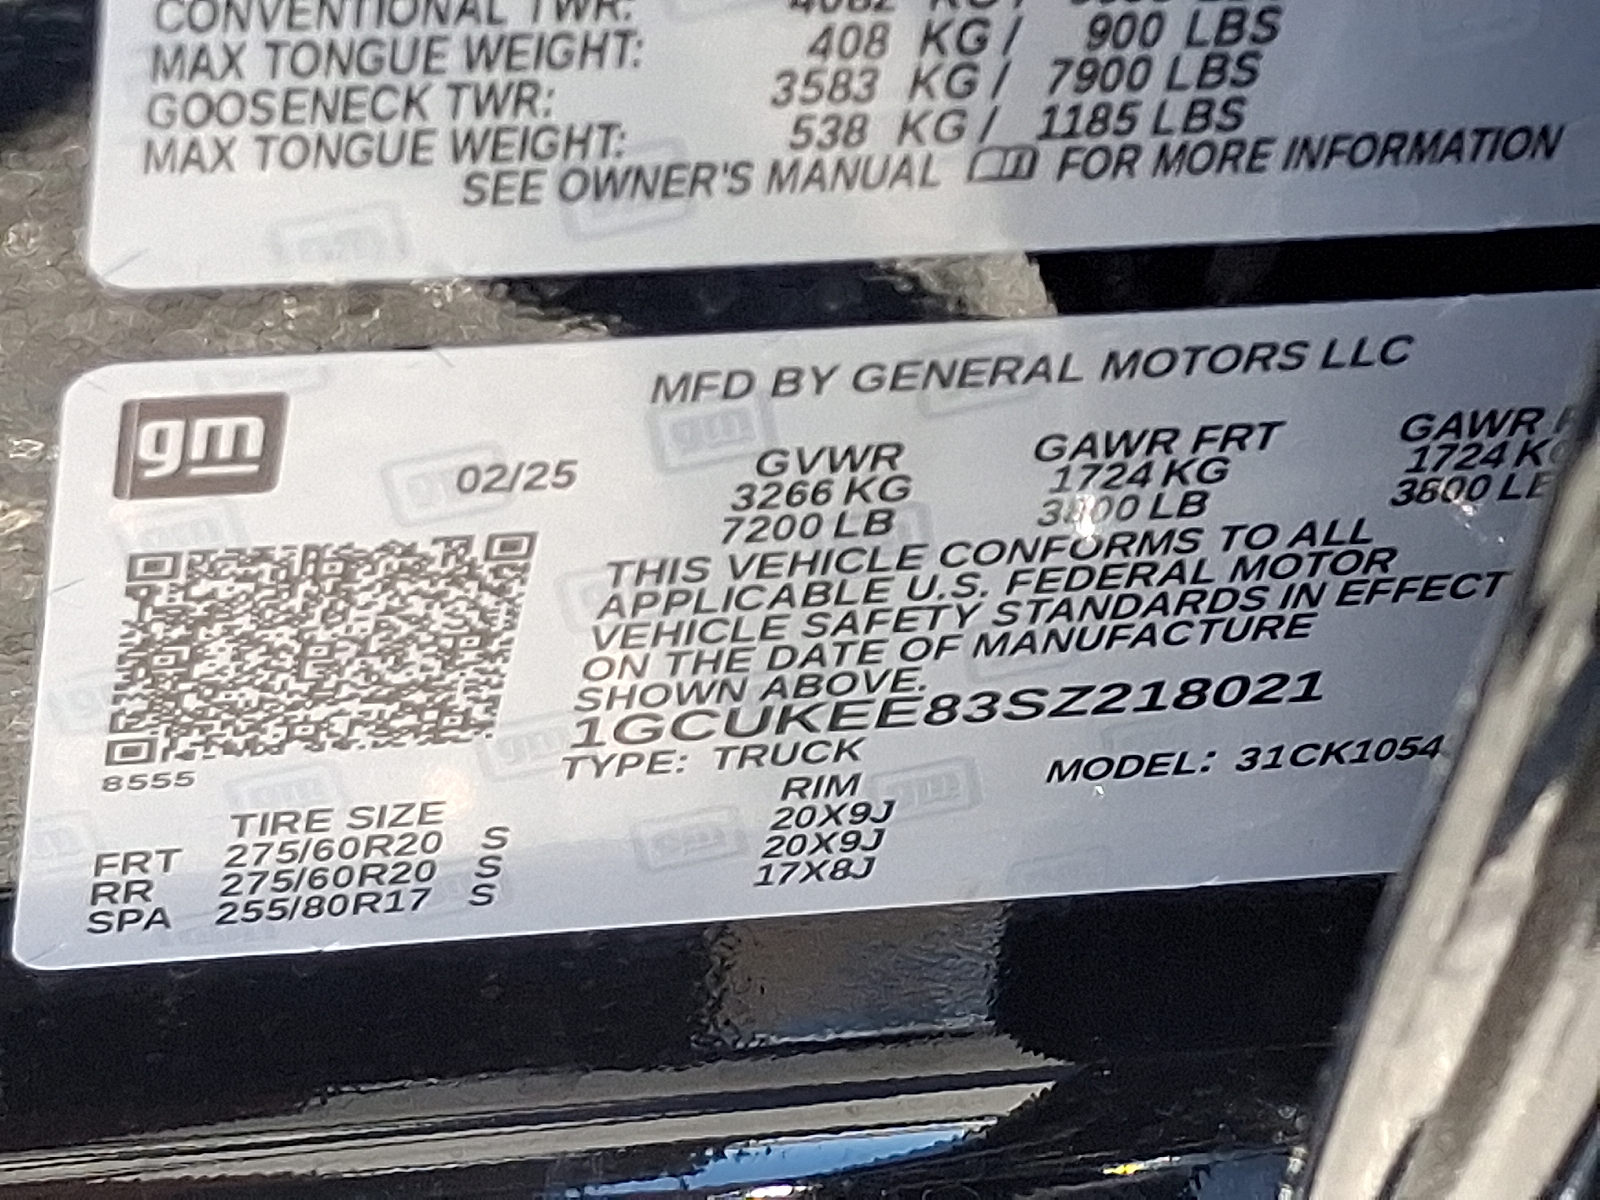 CONVENTIONAL TWR: 4082 KG /
MAX TONGUE WEIGHT: 408 KG / 900 LBS
GOOSENECK TWR: 3583 KG / 7900 LBS
MAX TONGUE WEIGHT: 538 KG / 1185 LBS
SEE OWNER'S MANUAL FOR MORE INFORMATION
gm
MFD BY GENERAL MOTORS LLC
02/25
GVWR GAWR FRT GAWR
3266 KG 1724 KG 1724 K
7200 LB 3800 LB 3800 LB
THIS VEHICLE CONFORMS TO ALL
APPLICABLE U.S. FEDERAL MOTOR
VEHICLE SAFETY STANDARDS IN EFFECT
ON THE DATE OF MANUFACTURE
SHOWN ABOVE.
1GCUKEE83SZ218021
TYPE: TRUCK MODEL: 31CK1054
8555
TIRE SIZE RIM
FRT 275/60R20 S 20X9J
RR 275/60R20 S 20X9J
SPA 255/80R17 S 17X8J